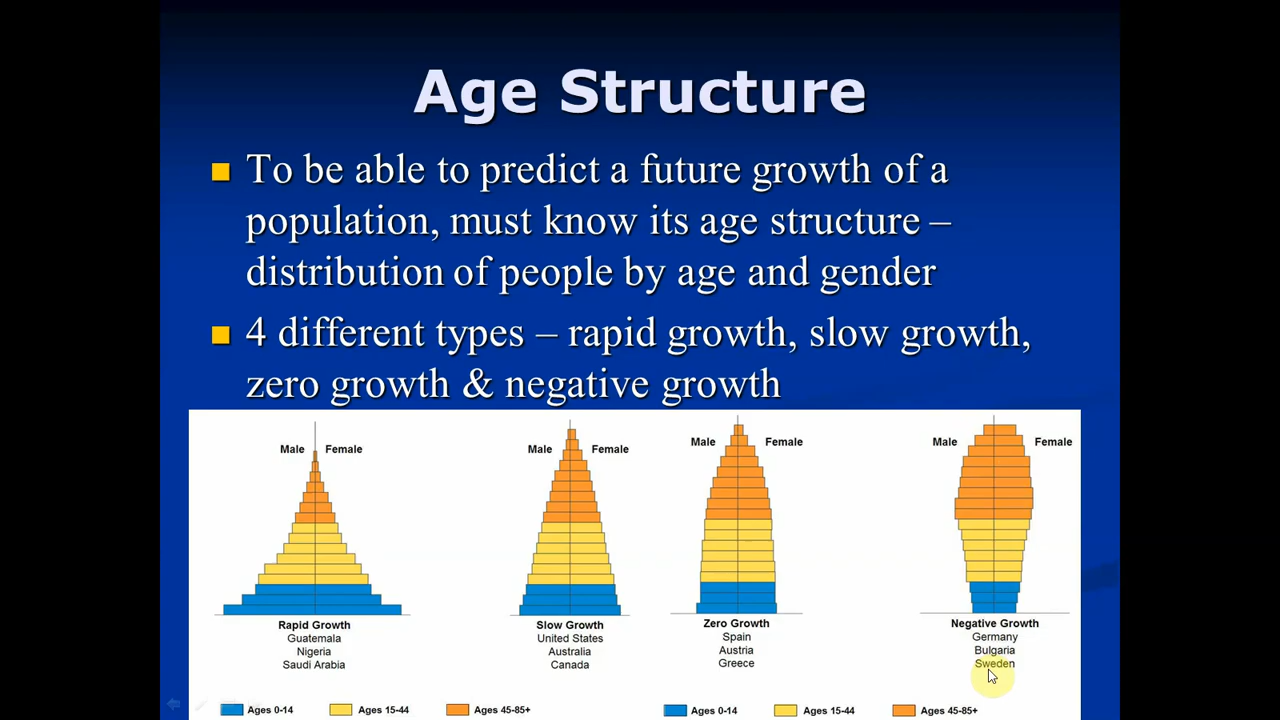 Age Structure
To be able to predict a future growth of a
population, must know its age structure –
distribution of people by age and gender
4 different types – rapid growth, slow growth,
zero growth & negative growth
Male Female
Rapid Growth
Guatemala
Nigeria
Saudi Arabia
Male Female
Slow Growth
United States
Australia
Canada
Male Female
Zero Growth
Spain
Austria
Greece
Male Female
Negative Growth
Germany
Bulgaria
Sweden
Ages 0-14 Ages 15-44 Ages 45-85+
Ages 0-14 Ages 15-44 Ages 45-85+